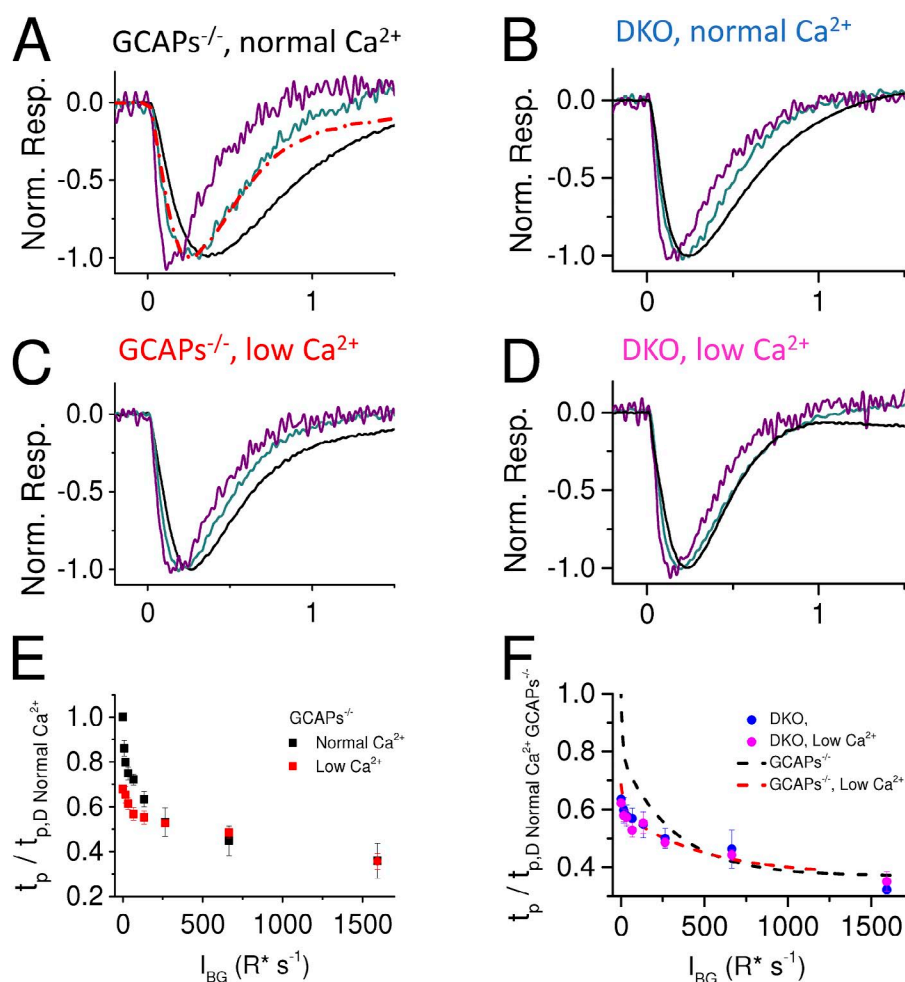 A
GCAPs⁻/⁻, normal Ca²⁺
Norm. Resp.
0.0
-0.5
-1.0
0
1
B
DKO, normal Ca²⁺
Norm. Resp.
0.0
-0.5
-1.0
0
1
C
GCAPs⁻/⁻, low Ca²⁺
Norm. Resp.
0.0
-0.5
-1.0
0
1
D
DKO, low Ca²⁺
Norm. Resp.
0.0
-0.5
-1.0
0
1
E
tₚ / tₚ,D Normal Ca²⁺
1.0
0.8
0.6
0.4
0.2
GCAPs⁻/⁻
Normal Ca²⁺
Low Ca²⁺
0
500
1000
1500
I_BG (R* s⁻¹)
F
tₚ / tₚ,D Normal Ca²⁺ GCAPs⁻/⁻
1.0
0.8
0.6
0.4
DKO,
DKO, Low Ca²⁺
GCAPs⁻/⁻
GCAPs⁻/⁻, Low Ca²⁺
0
500
1000
1500
I_BG (R* s⁻¹)